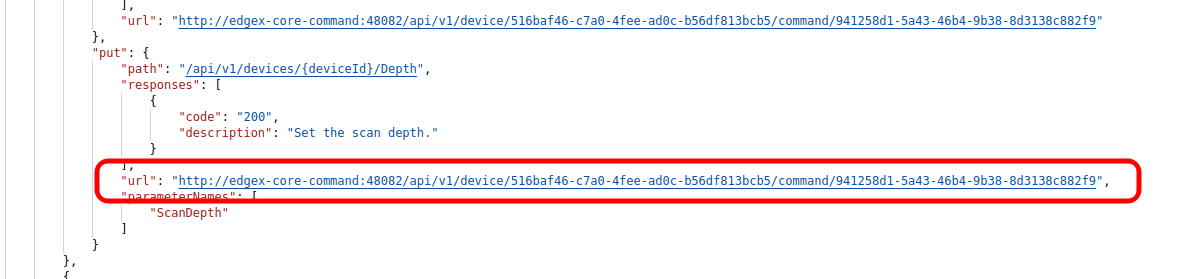 ],
"url": "http://edgex-core-command:48082/api/v1/device/516baf46-c7a0-4fee-ad0c-b56df813bcb5/command/941258d1-5a43-46b4-9b38-8d3138c882f9"
},
"put": {
"path": "/api/v1/devices/{deviceId}/Depth",
"responses": [
{
"code": "200",
"description": "Set the scan depth."
}
],
"url": "http://edgex-core-command:48082/api/v1/device/516baf46-c7a0-4fee-ad0c-b56df813bcb5/command/941258d1-5a43-46b4-9b38-8d3138c882f9",
"parameterNames": [
"ScanDepth"
]
}
},
{